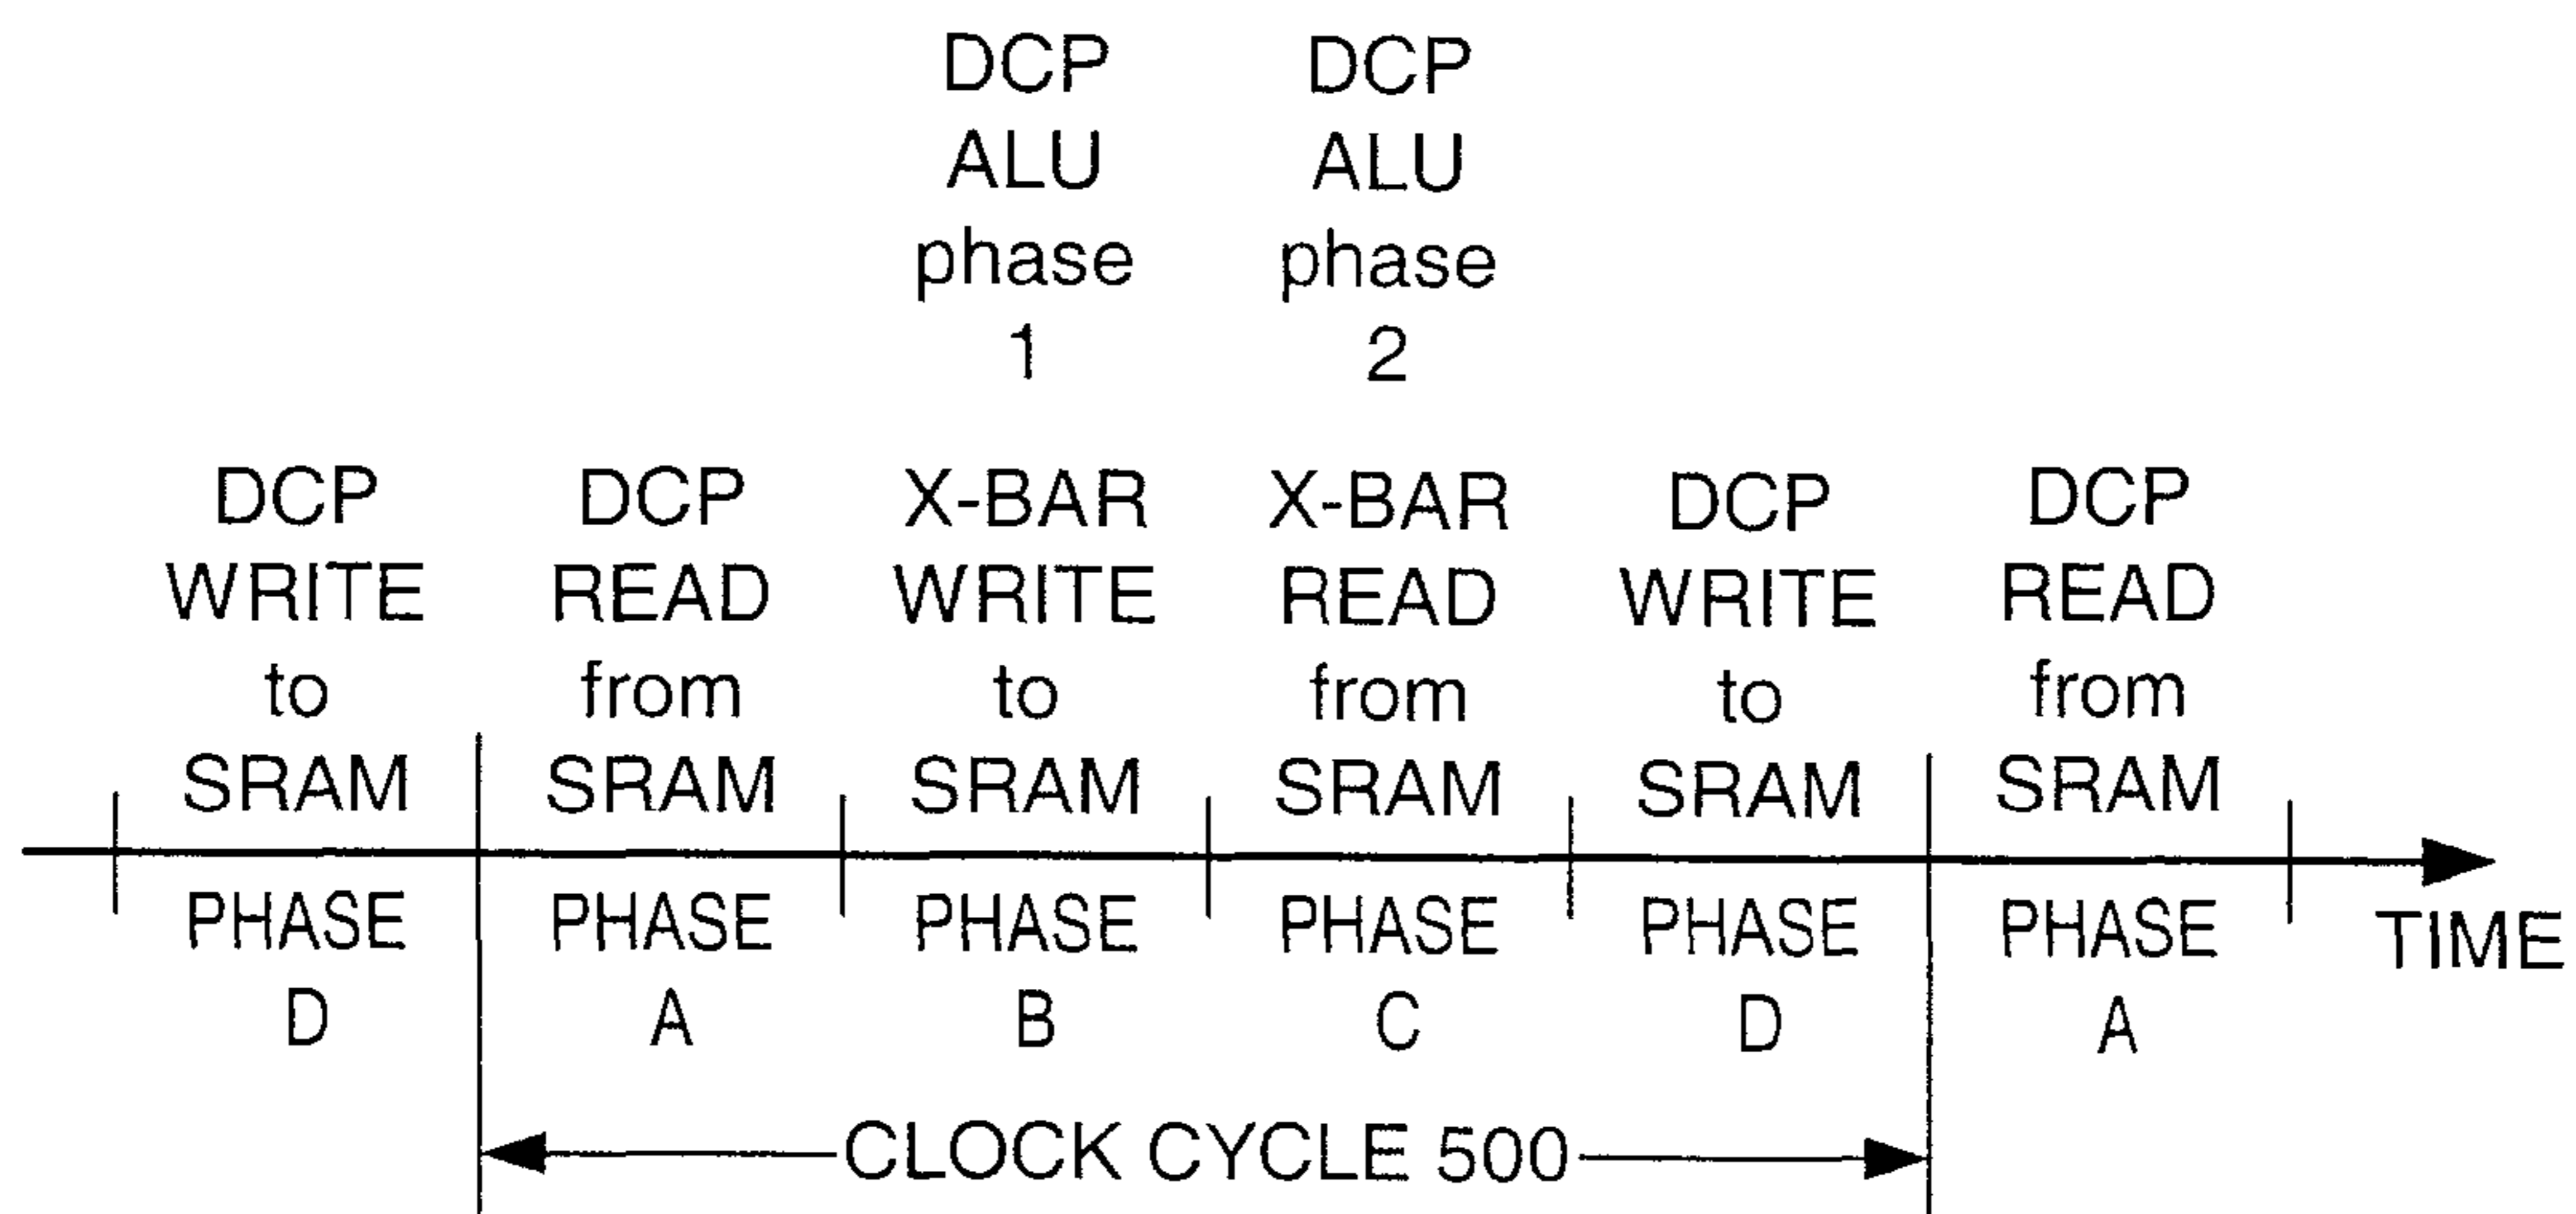 DCP DCP
ALU ALU
phase phase
1 2
DCP DCP X-BAR X-BAR DCP DCP
WRITE READ WRITE READ WRITE READ
to from to from to from
SRAM SRAM SRAM SRAM SRAM SRAM
PHASE PHASE PHASE PHASE PHASE PHASE TIME
D A B C D A
CLOCK CYCLE 500